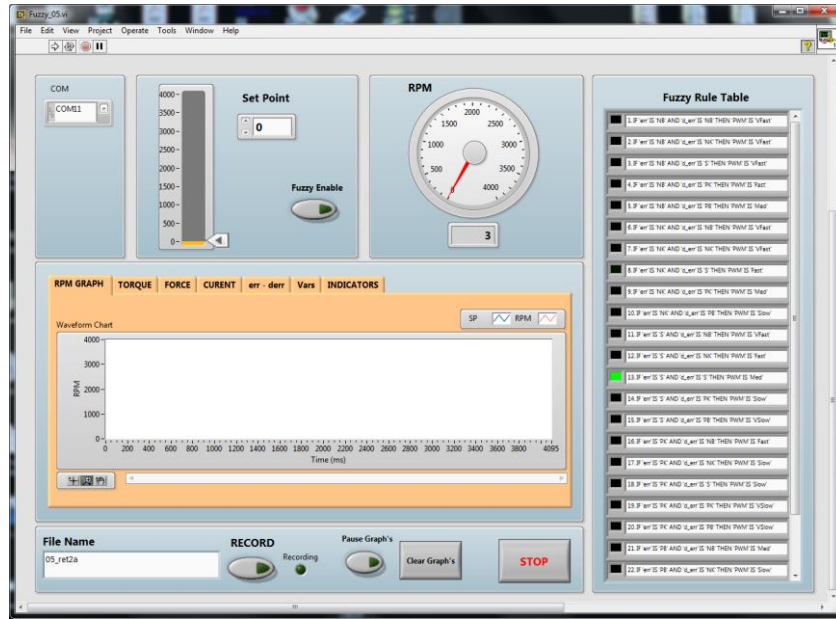 Fuzzy_05.vi
File Edit View Project Operate Tools Window Help
COM
COM11
4000
3500
3000
2500
2000
1500
1000
500
0
Set Point
0
Fuzzy Enable
RPM
0
500
1000
1500
2000
2500
3000
3500
4000
3
RPM GRAPH TORQUE FORCE CURENT err - derr Vars INDICATORS
Waveform Chart
SP RPM
RPM
4000
3000
2000
1000
0
0 200 400 600 800 1000 1200 1400 1600 1800 2000 2200 2400 2600 2800 3000 3200 3400 3600 3800 4095
Time (ms)
File Name
05_ret2a
RECORD
Recording
Pause Graph's
Clear Graph's
STOP
Fuzzy Rule Table
1. IF 'err' IS 'NB' AND 'd_err' IS 'NB' THEN 'PWM' IS 'VFast'
2. IF 'err' IS 'NB' AND 'd_err' IS 'NK' THEN 'PWM' IS 'VFast'
3. IF 'err' IS 'NB' AND 'd_err' IS 'S' THEN 'PWM' IS 'VFast'
4. IF 'err' IS 'NB' AND 'd_err' IS 'PK' THEN 'PWM' IS 'Fast'
5. IF 'err' IS 'NB' AND 'd_err' IS 'PB' THEN 'PWM' IS 'Med'
6. IF 'err' IS 'NK' AND 'd_err' IS 'NB' THEN 'PWM' IS 'VFast'
7. IF 'err' IS 'NK' AND 'd_err' IS 'NK' THEN 'PWM' IS 'VFast'
8. IF 'err' IS 'NK' AND 'd_err' IS 'S' THEN 'PWM' IS 'Fast'
9. IF 'err' IS 'NK' AND 'd_err' IS 'PK' THEN 'PWM' IS 'Med'
10. IF 'err' IS 'NK' AND 'd_err' IS 'PB' THEN 'PWM' IS 'Slow'
11. IF 'err' IS 'S' AND 'd_err' IS 'NB' THEN 'PWM' IS 'VFast'
12. IF 'err' IS 'S' AND 'd_err' IS 'NK' THEN 'PWM' IS 'Fast'
13. IF 'err' IS 'S' AND 'd_err' IS 'S' THEN 'PWM' IS 'Med'
14. IF 'err' IS 'S' AND 'd_err' IS 'PK' THEN 'PWM' IS 'Slow'
15. IF 'err' IS 'S' AND 'd_err' IS 'PB' THEN 'PWM' IS 'VSlow'
16. IF 'err' IS 'PK' AND 'd_err' IS 'NB' THEN 'PWM' IS 'Fast'
17. IF 'err' IS 'PK' AND 'd_err' IS 'NK' THEN 'PWM' IS 'Slow'
18. IF 'err' IS 'PK' AND 'd_err' IS 'S' THEN 'PWM' IS 'Slow'
19. IF 'err' IS 'PK' AND 'd_err' IS 'PK' THEN 'PWM' IS 'VSlow'
20. IF 'err' IS 'PK' AND 'd_err' IS 'PB' THEN 'PWM' IS 'VSlow'
21. IF 'err' IS 'PB' AND 'd_err' IS 'NB' THEN 'PWM' IS 'Med'
22. IF 'err' IS 'PB' AND 'd_err' IS 'NK' THEN 'PWM' IS 'Slow'